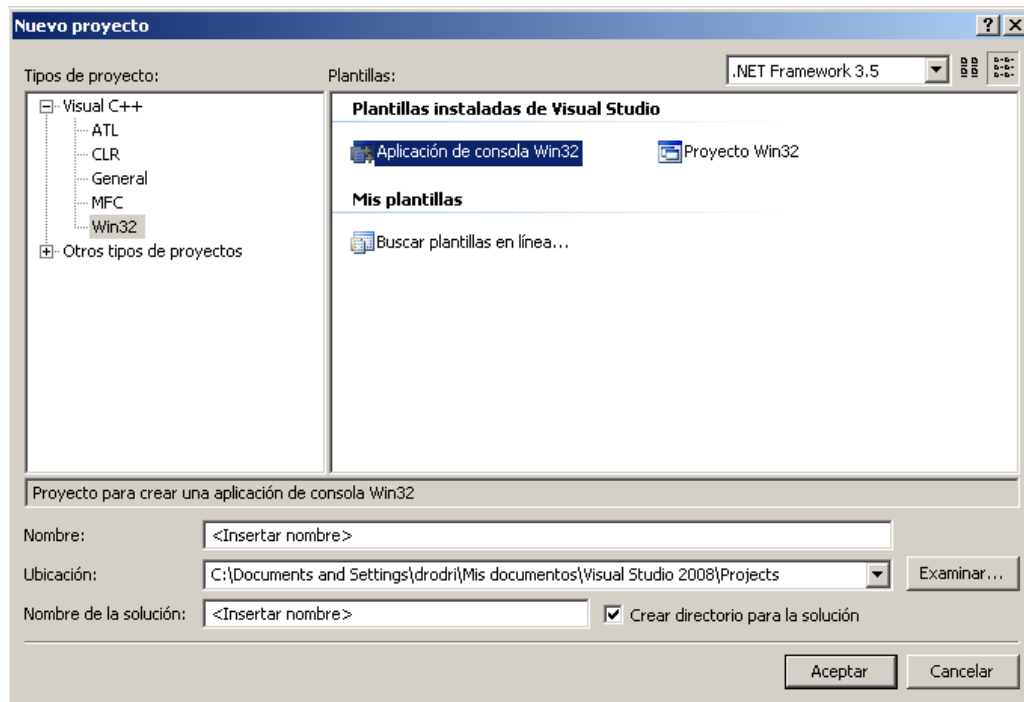 Nuevo proyecto
Tipos de proyecto:
Plantillas:
.NET Framework 3.5
Visual C++
ATL
CLR
General
MFC
Win32
Otros tipos de proyectos
Plantillas instaladas de Visual Studio
Aplicación de consola Win32
Proyecto Win32
Mis plantillas
Buscar plantillas en línea...
Proyecto para crear una aplicación de consola Win32
Nombre:
<Insertar nombre>
Ubicación:
C:\Documents and Settings\drodri\Mis documentos\Visual Studio 2008\Projects
Examinar...
Nombre de la solución:
<Insertar nombre>
Crear directorio para la solución
Aceptar
Cancelar